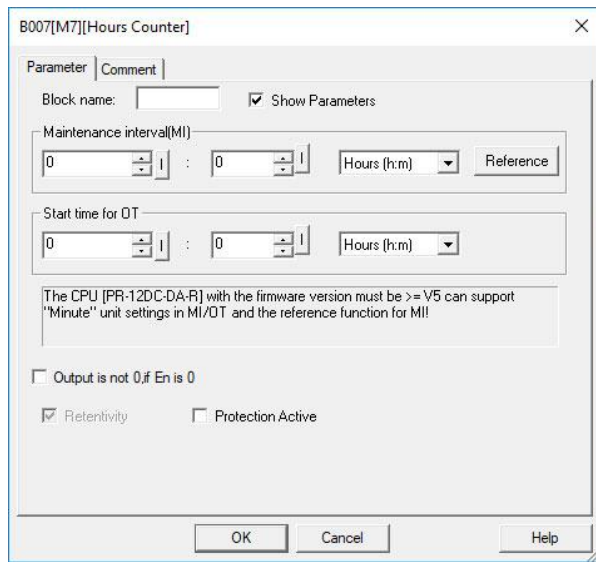 B007[M7][Hours Counter]
Parameter Comment
Block name: Show Parameters
Maintenance interval(MI)
0 : 0 Hours (h:m) Reference
Start time for OT
0 : 0 Hours (h:m)
The CPU [PR-12DC-DA-R] with the firmware version must be >= V5 can support
"Minute" unit settings in MI/OT and the reference function for MI!
Output is not 0,if En is 0
Retentivity Protection Active
OK Cancel Help